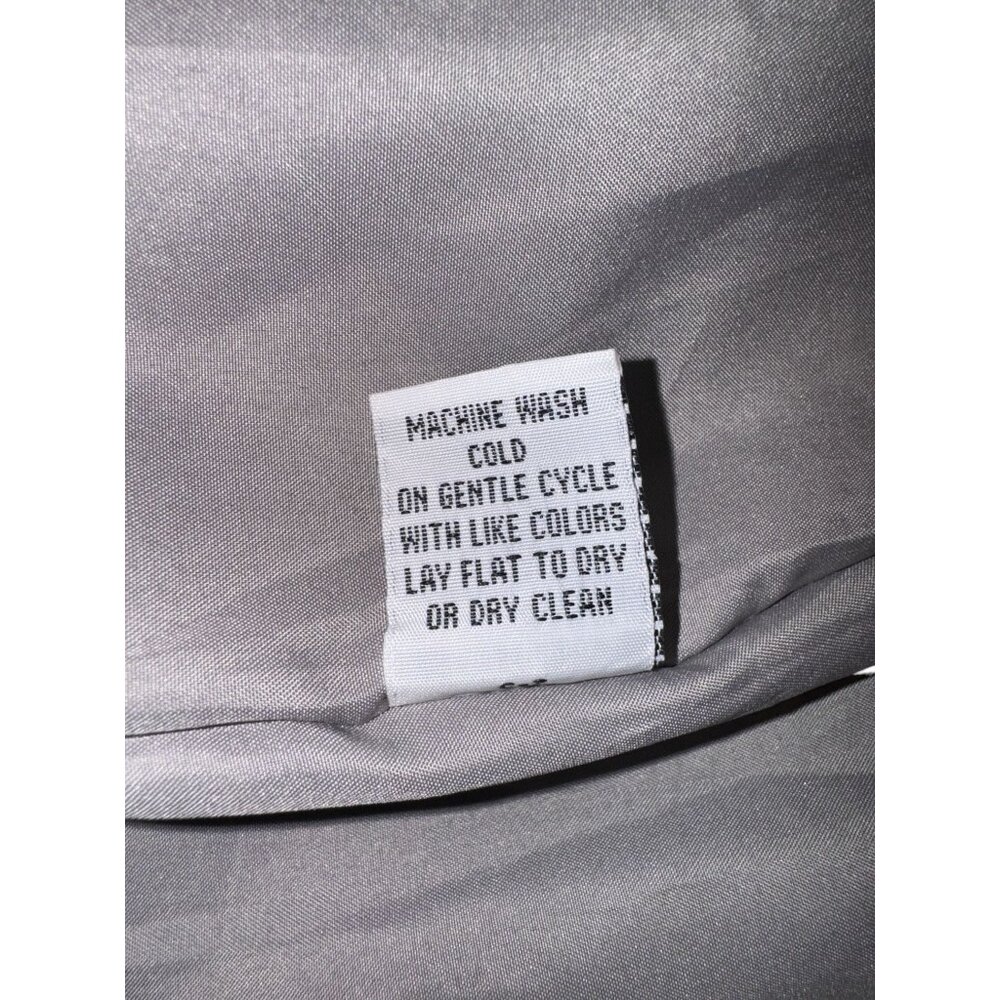 MACHINE WASH
COLD
ON GENTLE CYCLE
WITH LIKE COLORS
LAY FLAT TO DRY
OR DRY CLEAN